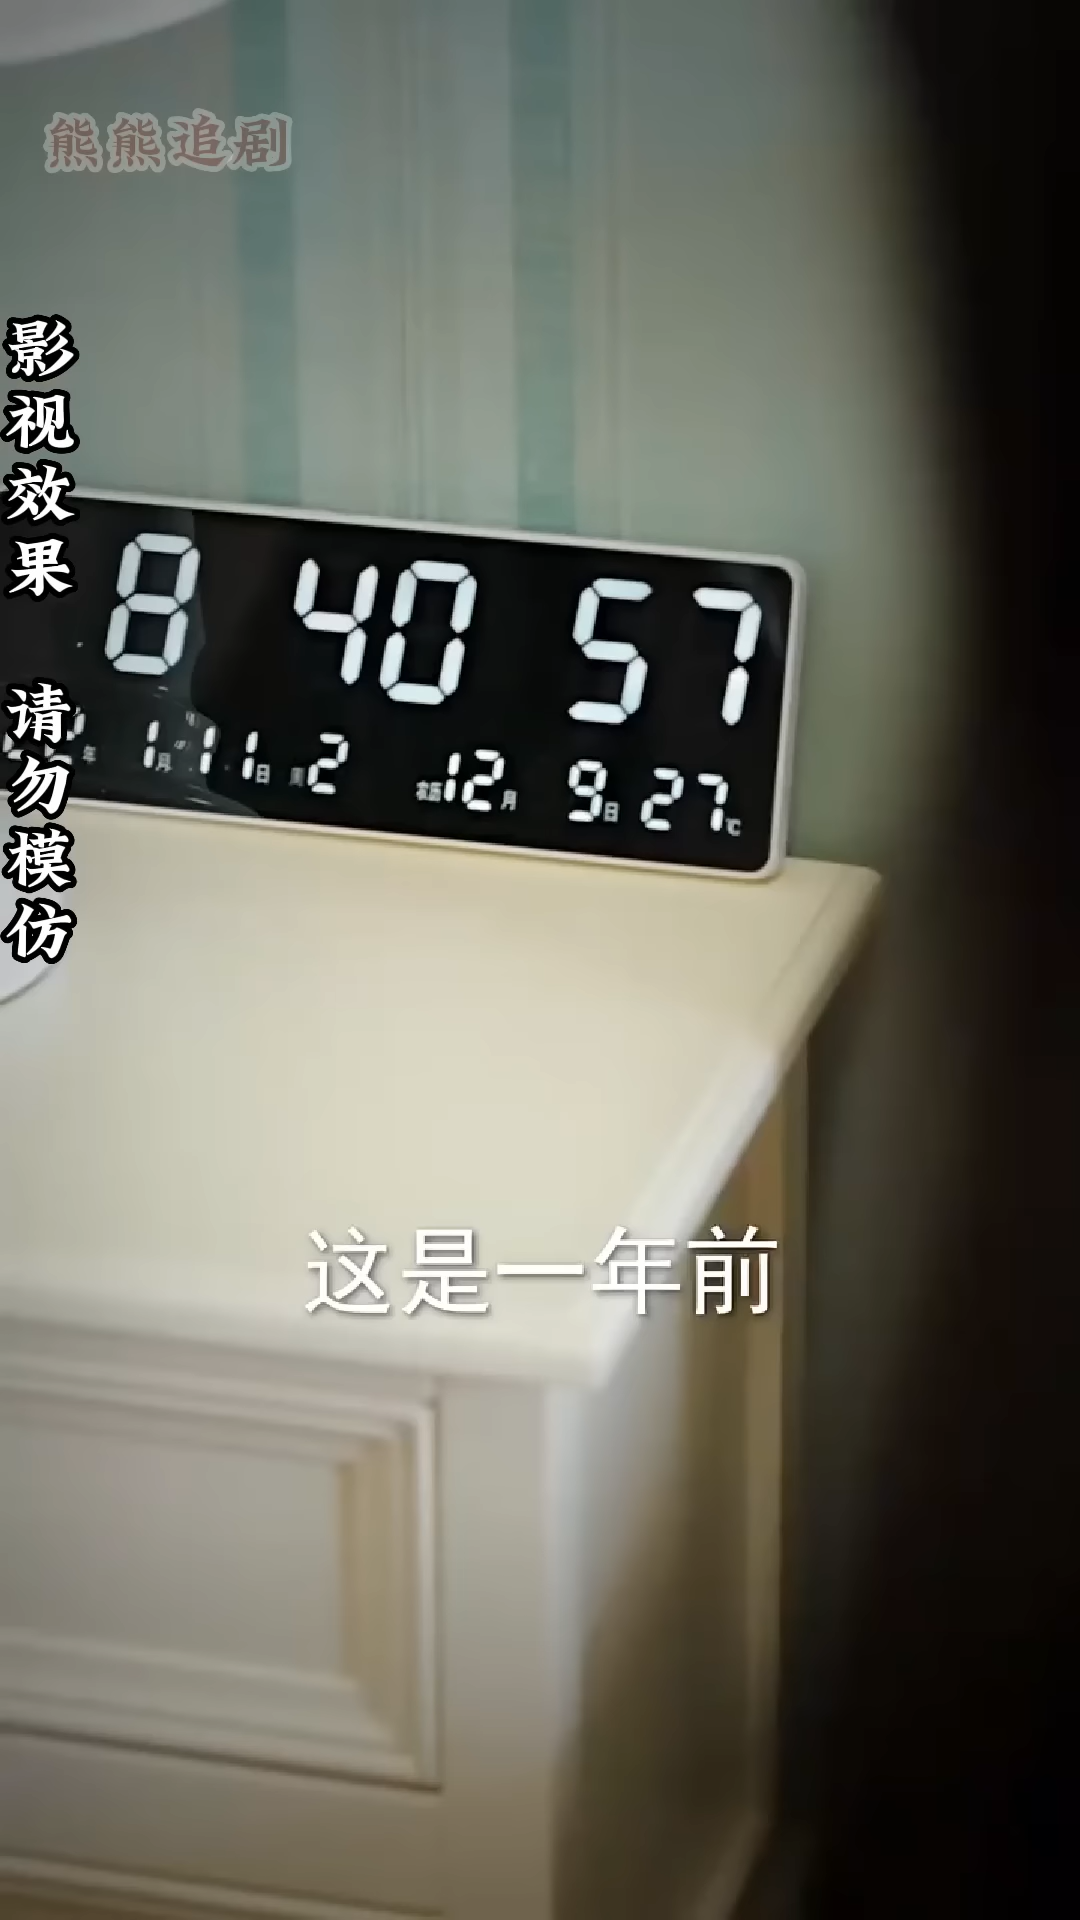 熊熊追剧
影视效果 请勿模仿
8 40 57
年 1月11日 周2 农历12月 9日 27℃
这是一年前